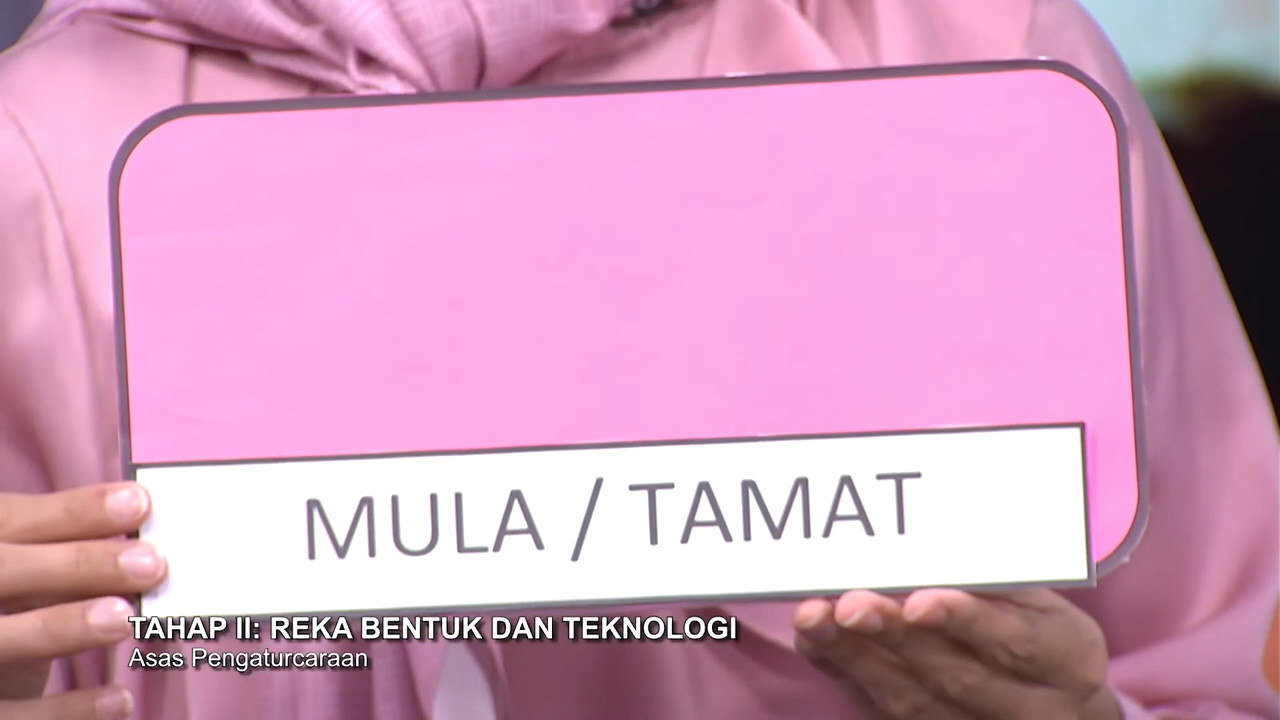 MULA / TAMAT
TAHAP II: REKA BENTUK DAN TEKNOLOGI
Asas Pengaturcaraan